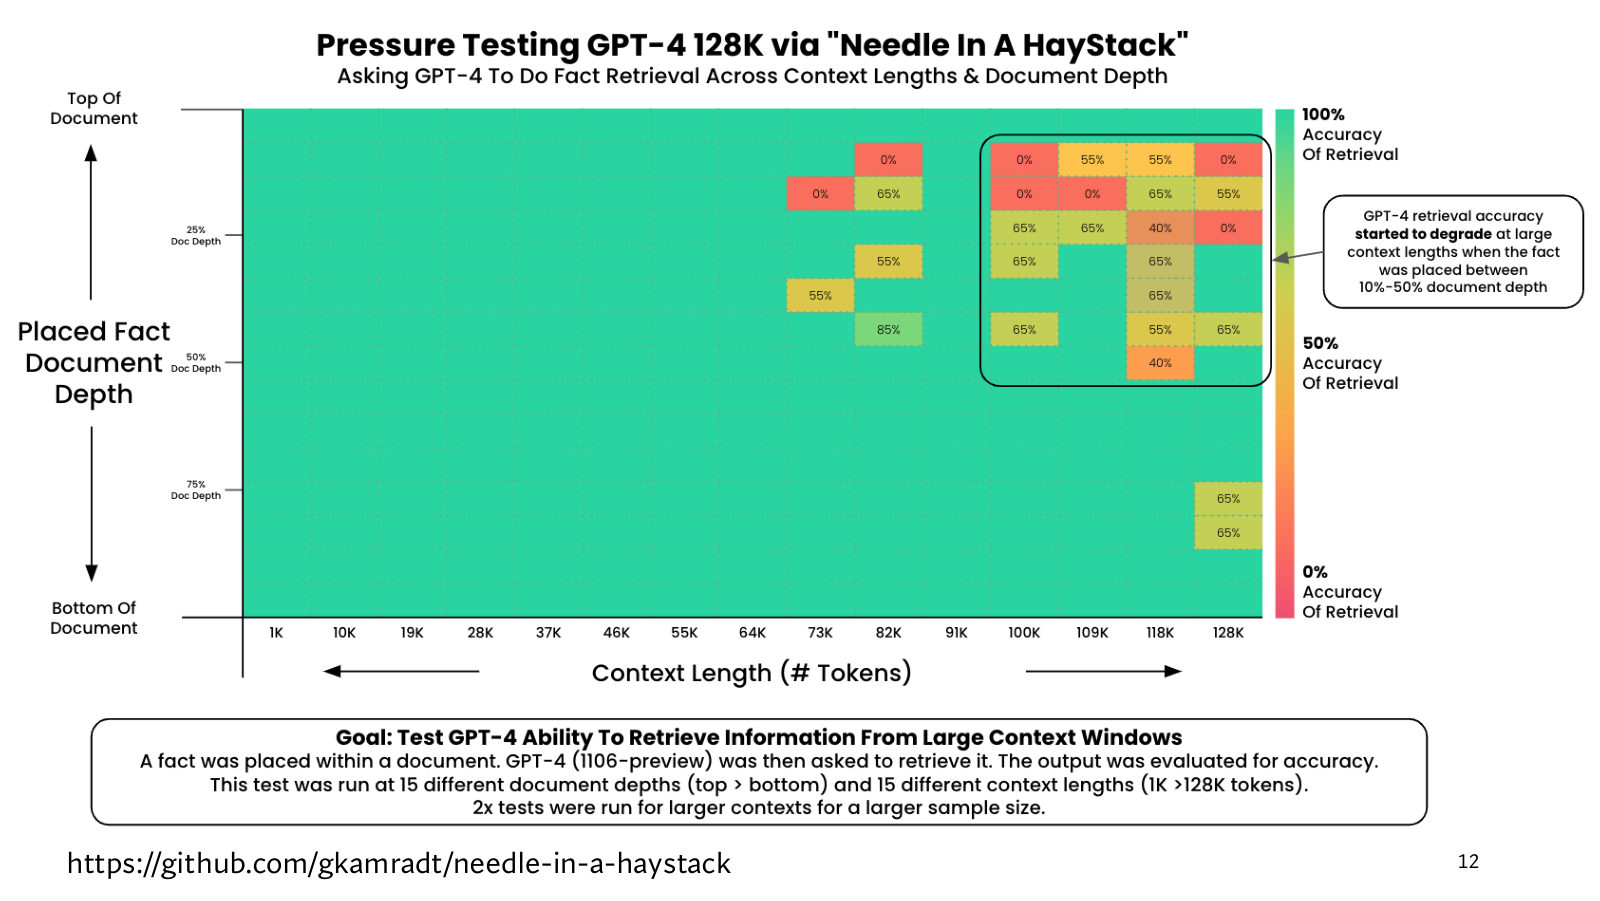 Pressure Testing GPT-4 128K via "Needle In A HayStack"
Asking GPT-4 To Do Fact Retrieval Across Context Lengths & Document Depth
Top Of
Document
25%
Doc Depth
Placed Fact
Document
Depth
50%
Doc Depth
75%
Doc Depth
Bottom Of
Document
0% 0% 55% 55% 0%
0% 65% 0% 0% 65% 55%
65% 65% 40% 0%
55% 65% 65%
55% 65%
85% 65% 55% 65%
40%
65%
65%
1K 10K 19K 28K 37K 46K 55K 64K 73K 82K 91K 100K 109K 118K 128K
Context Length (# Tokens)
100%
Accuracy
Of Retrieval
50%
Accuracy
Of Retrieval
0%
Accuracy
Of Retrieval
GPT-4 retrieval accuracy
started to degrade at large
context lengths when the fact
was placed between
10%-50% document depth
Goal: Test GPT-4 Ability To Retrieve Information From Large Context Windows
A fact was placed within a document. GPT-4 (1106-preview) was then asked to retrieve it. The output was evaluated for accuracy.
This test was run at 15 different document depths (top > bottom) and 15 different context lengths (1K >128K tokens).
2x tests were run for larger contexts for a larger sample size.
https://github.com/gkamradt/needle-in-a-haystack
12